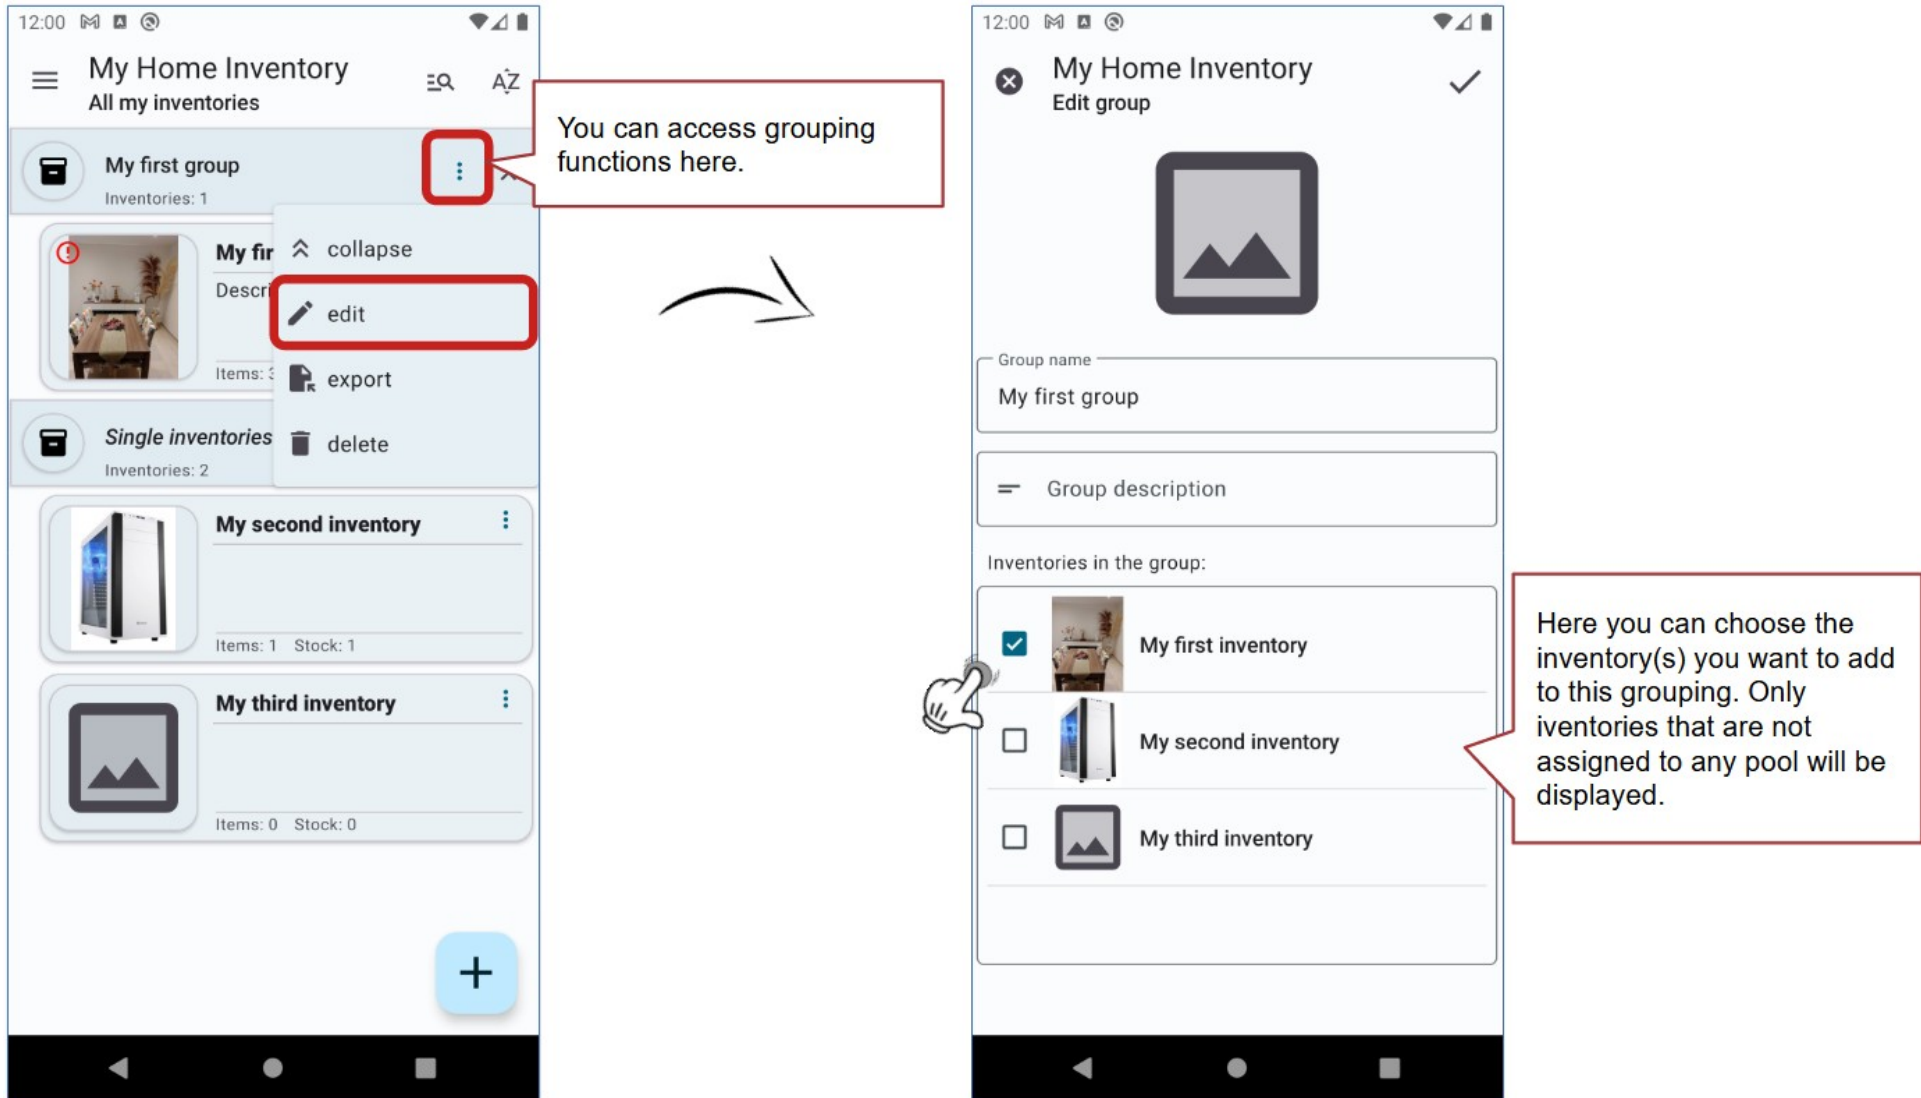 12:00
My Home Inventory
All my inventories
AZ
My first group
Inventories: 1
My fir
Descri
Items: 3
collapse
edit
export
delete
Single inventories
Inventories: 2
My second inventory
Items: 1 Stock: 1
My third inventory
Items: 0 Stock: 0
You can access grouping
functions here.
12:00
My Home Inventory
Edit group
Group name
My first group
Group description
Inventories in the group:
My first inventory
My second inventory
My third inventory
Here you can choose the
inventory(s) you want to add
to this grouping. Only
iventories that are not
assigned to any pool will be
displayed.